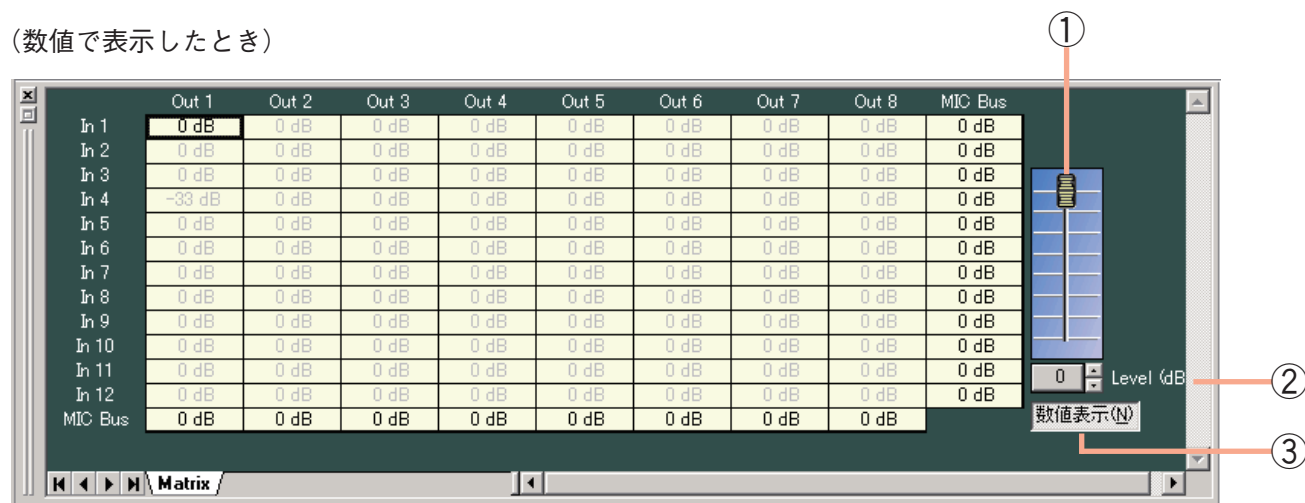 (数値で表示したとき)
①
Out 1 Out 2 Out 3 Out 4 Out 5 Out 6 Out 7 Out 8 MIC Bus
In 1 0 dB 0 dB 0 dB 0 dB 0 dB 0 dB 0 dB 0 dB 0 dB
In 2 0 dB 0 dB 0 dB 0 dB 0 dB 0 dB 0 dB 0 dB 0 dB
In 3 0 dB 0 dB 0 dB 0 dB 0 dB 0 dB 0 dB 0 dB 0 dB
In 4 -33 dB 0 dB 0 dB 0 dB 0 dB 0 dB 0 dB 0 dB 0 dB
In 5 0 dB 0 dB 0 dB 0 dB 0 dB 0 dB 0 dB 0 dB 0 dB
In 6 0 dB 0 dB 0 dB 0 dB 0 dB 0 dB 0 dB 0 dB 0 dB
In 7 0 dB 0 dB 0 dB 0 dB 0 dB 0 dB 0 dB 0 dB 0 dB
In 8 0 dB 0 dB 0 dB 0 dB 0 dB 0 dB 0 dB 0 dB 0 dB
In 9 0 dB 0 dB 0 dB 0 dB 0 dB 0 dB 0 dB 0 dB 0 dB
In 10 0 dB 0 dB 0 dB 0 dB 0 dB 0 dB 0 dB 0 dB 0 dB
In 11 0 dB 0 dB 0 dB 0 dB 0 dB 0 dB 0 dB 0 dB 0 dB
In 12 0 dB 0 dB 0 dB 0 dB 0 dB 0 dB 0 dB 0 dB 0 dB
MIC Bus 0 dB 0 dB 0 dB 0 dB 0 dB 0 dB 0 dB 0 dB
0 Level (dB
②
数値表示(N)
③
Matrix